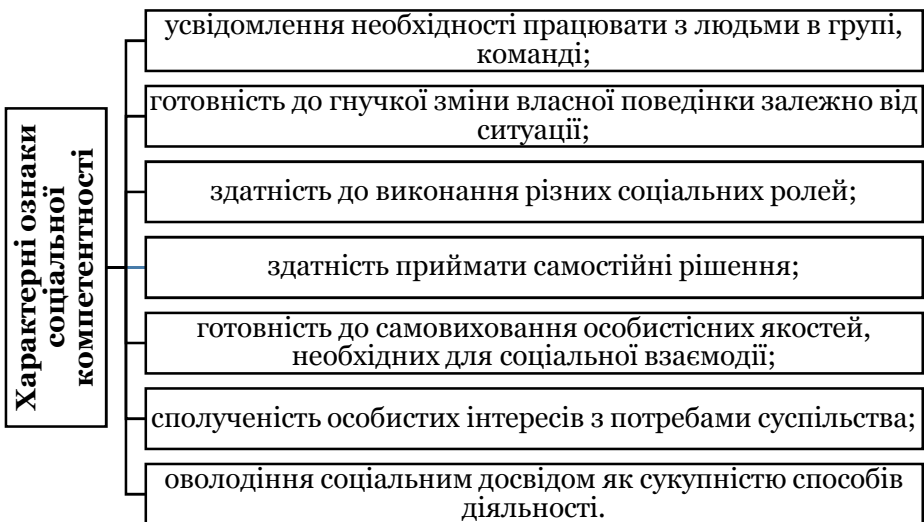 Характерні ознаки
соціальної
компетентності
усвідомлення необхідності працювати з людьми в групі,
команді;
готовність до гнучкої зміни власної поведінки залежно від
ситуації;
здатність до виконання різних соціальних ролей;
здатність приймати самостійні рішення;
готовність до самовиховання особистісних якостей,
необхідних для соціальної взаємодії;
сполученість особистих інтересів з потребами суспільства;
оволодіння соціальним досвідом як сукупністю способів
діяльності.